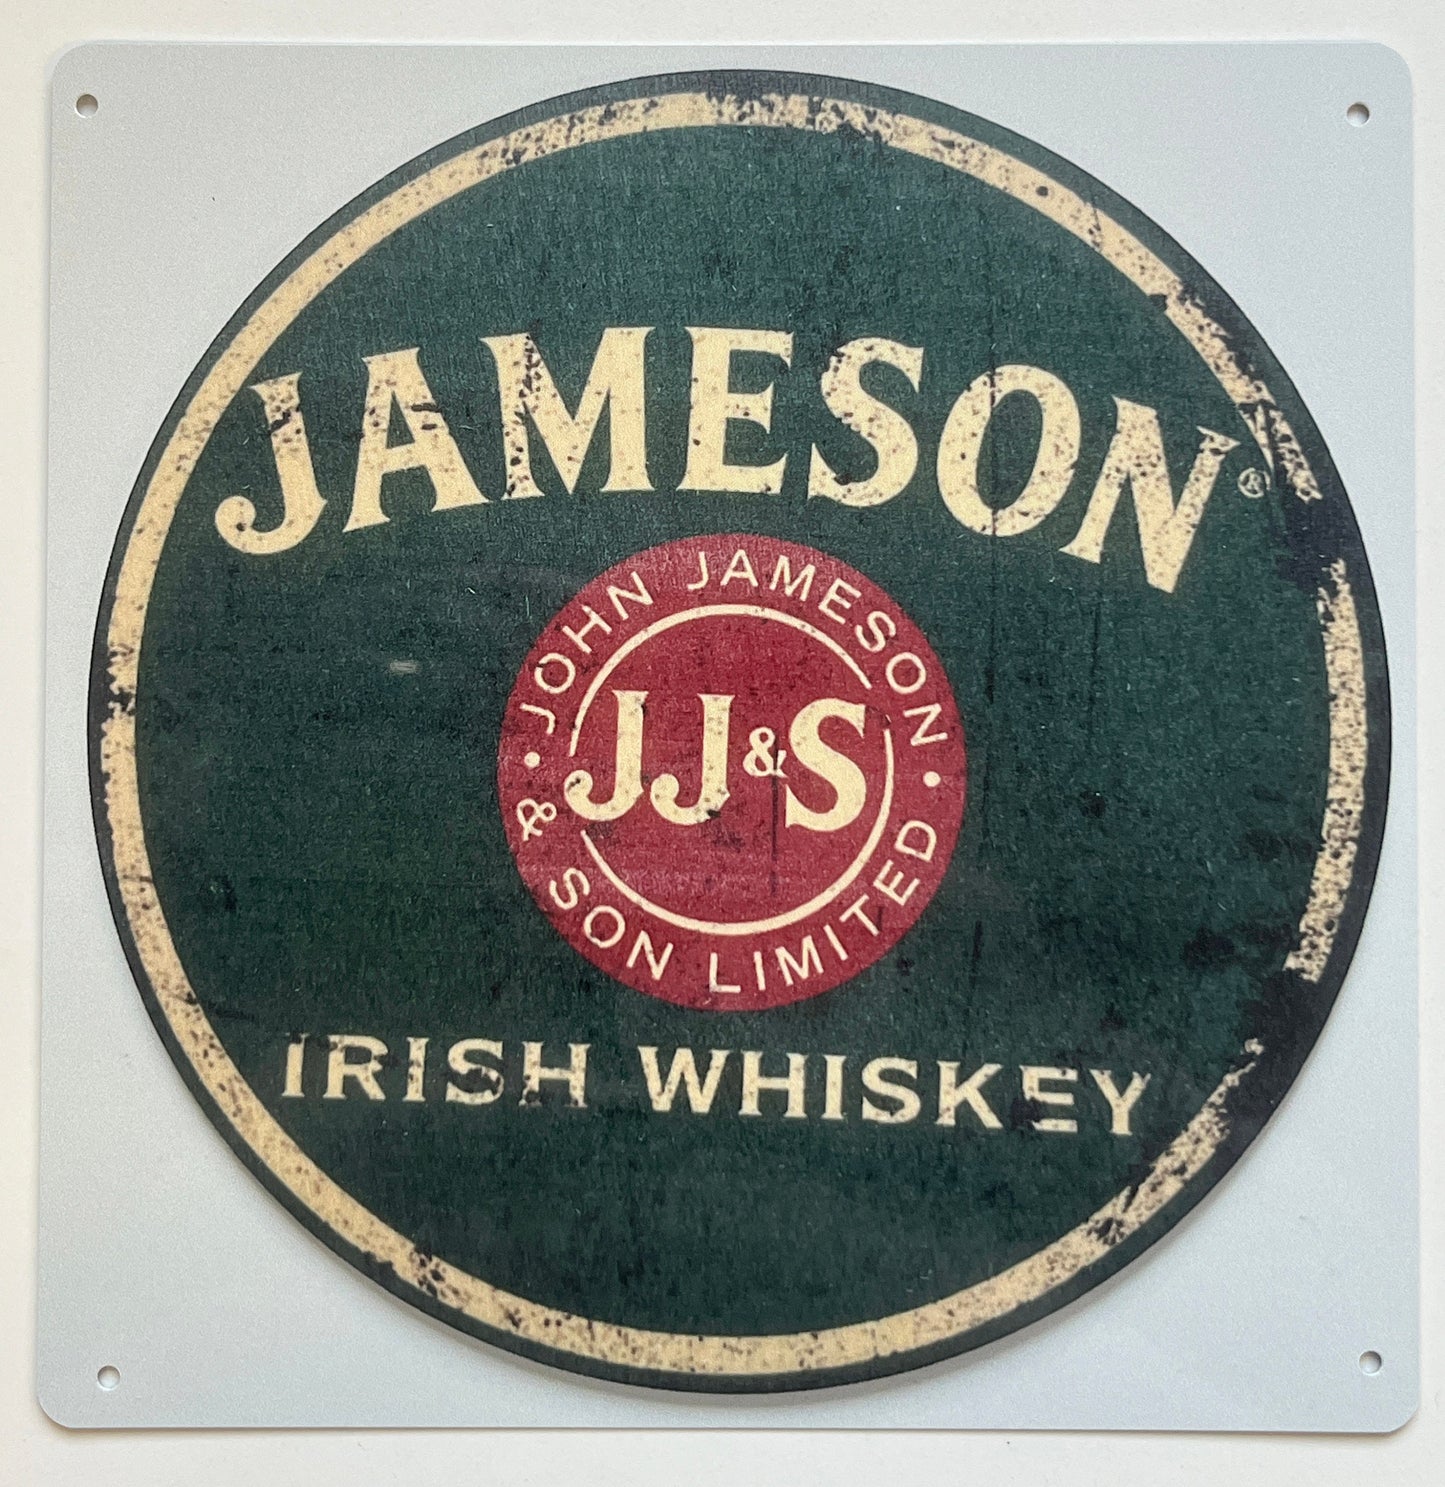 JAMESON®
• JOHN JAMESON •
JJ&S
& SON LIMITED
IRISH WHISKEY